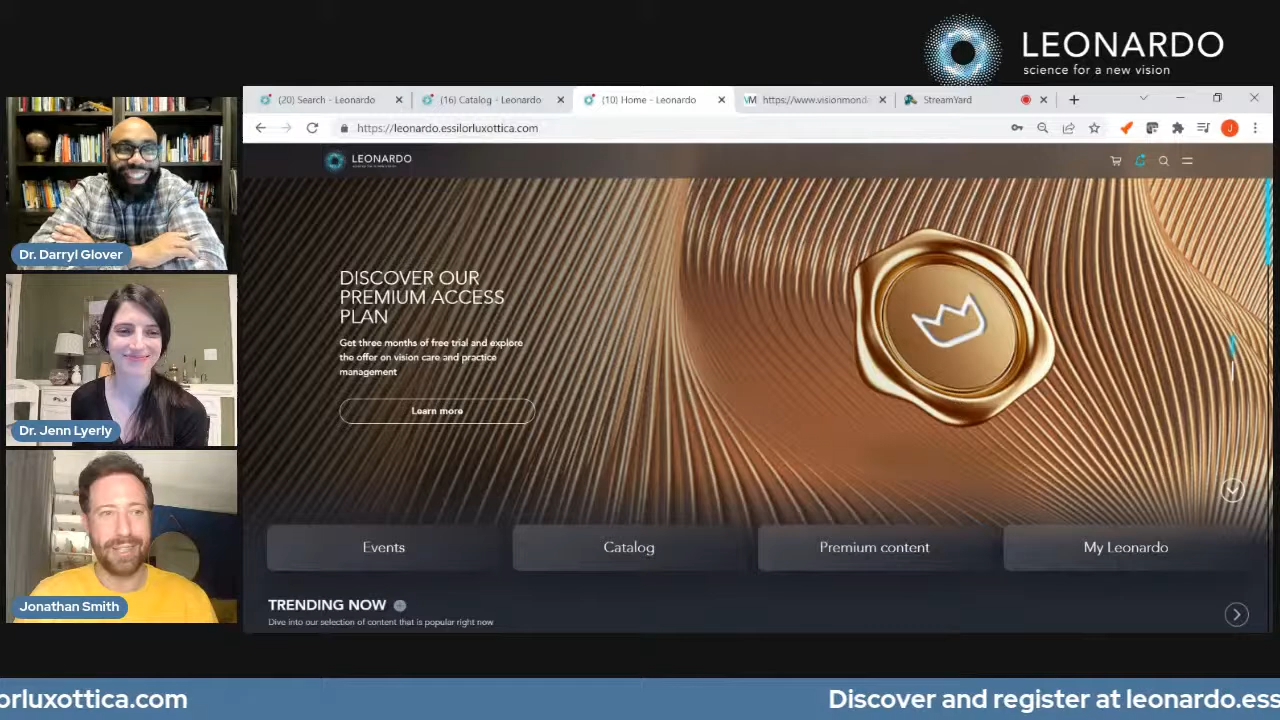 LEONARDO
science for a new vision
(20) Search - Leonardo
(16) Catalog - Leonardo
(10) Home - Leonardo
https://www.visionmond
StreamYard
https://leonardo.essilorluxottica.com
J
LEONARDO
DISCOVER OUR
PREMIUM ACCESS
PLAN
Get three months of free trial and explore
the offer on vision care and practice
management
Learn more
Events
Catalog
Premium content
My Leonardo
TRENDING NOW
Dive into our selection of content that is popular right now
Dr. Darryl Glover
Dr. Jenn Lyerly
Jonathan Smith
orluxottica.com
Discover and register at leonardo.ess